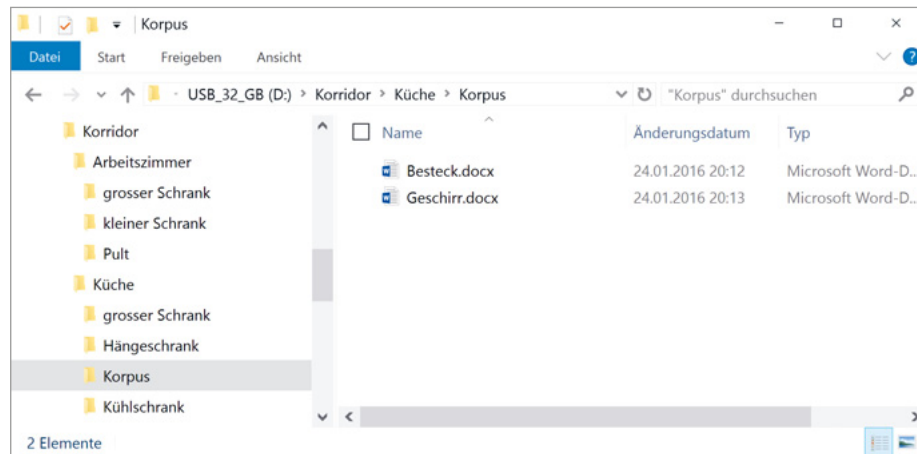 Korpus
Datei Start Freigeben Ansicht
USB_32_GB (D:) > Korridor > Küche > Korpus "Korpus" durchsuchen
Korridor
Arbeitszimmer
grosser Schrank
kleiner Schrank
Pult
Küche
grosser Schrank
Hängeschrank
Korpus
Kühlschrank
Name Änderungsdatum Typ
Besteck.docx 24.01.2016 20:12 Microsoft Word-D...
Geschirr.docx 24.01.2016 20:13 Microsoft Word-D...
2 Elemente